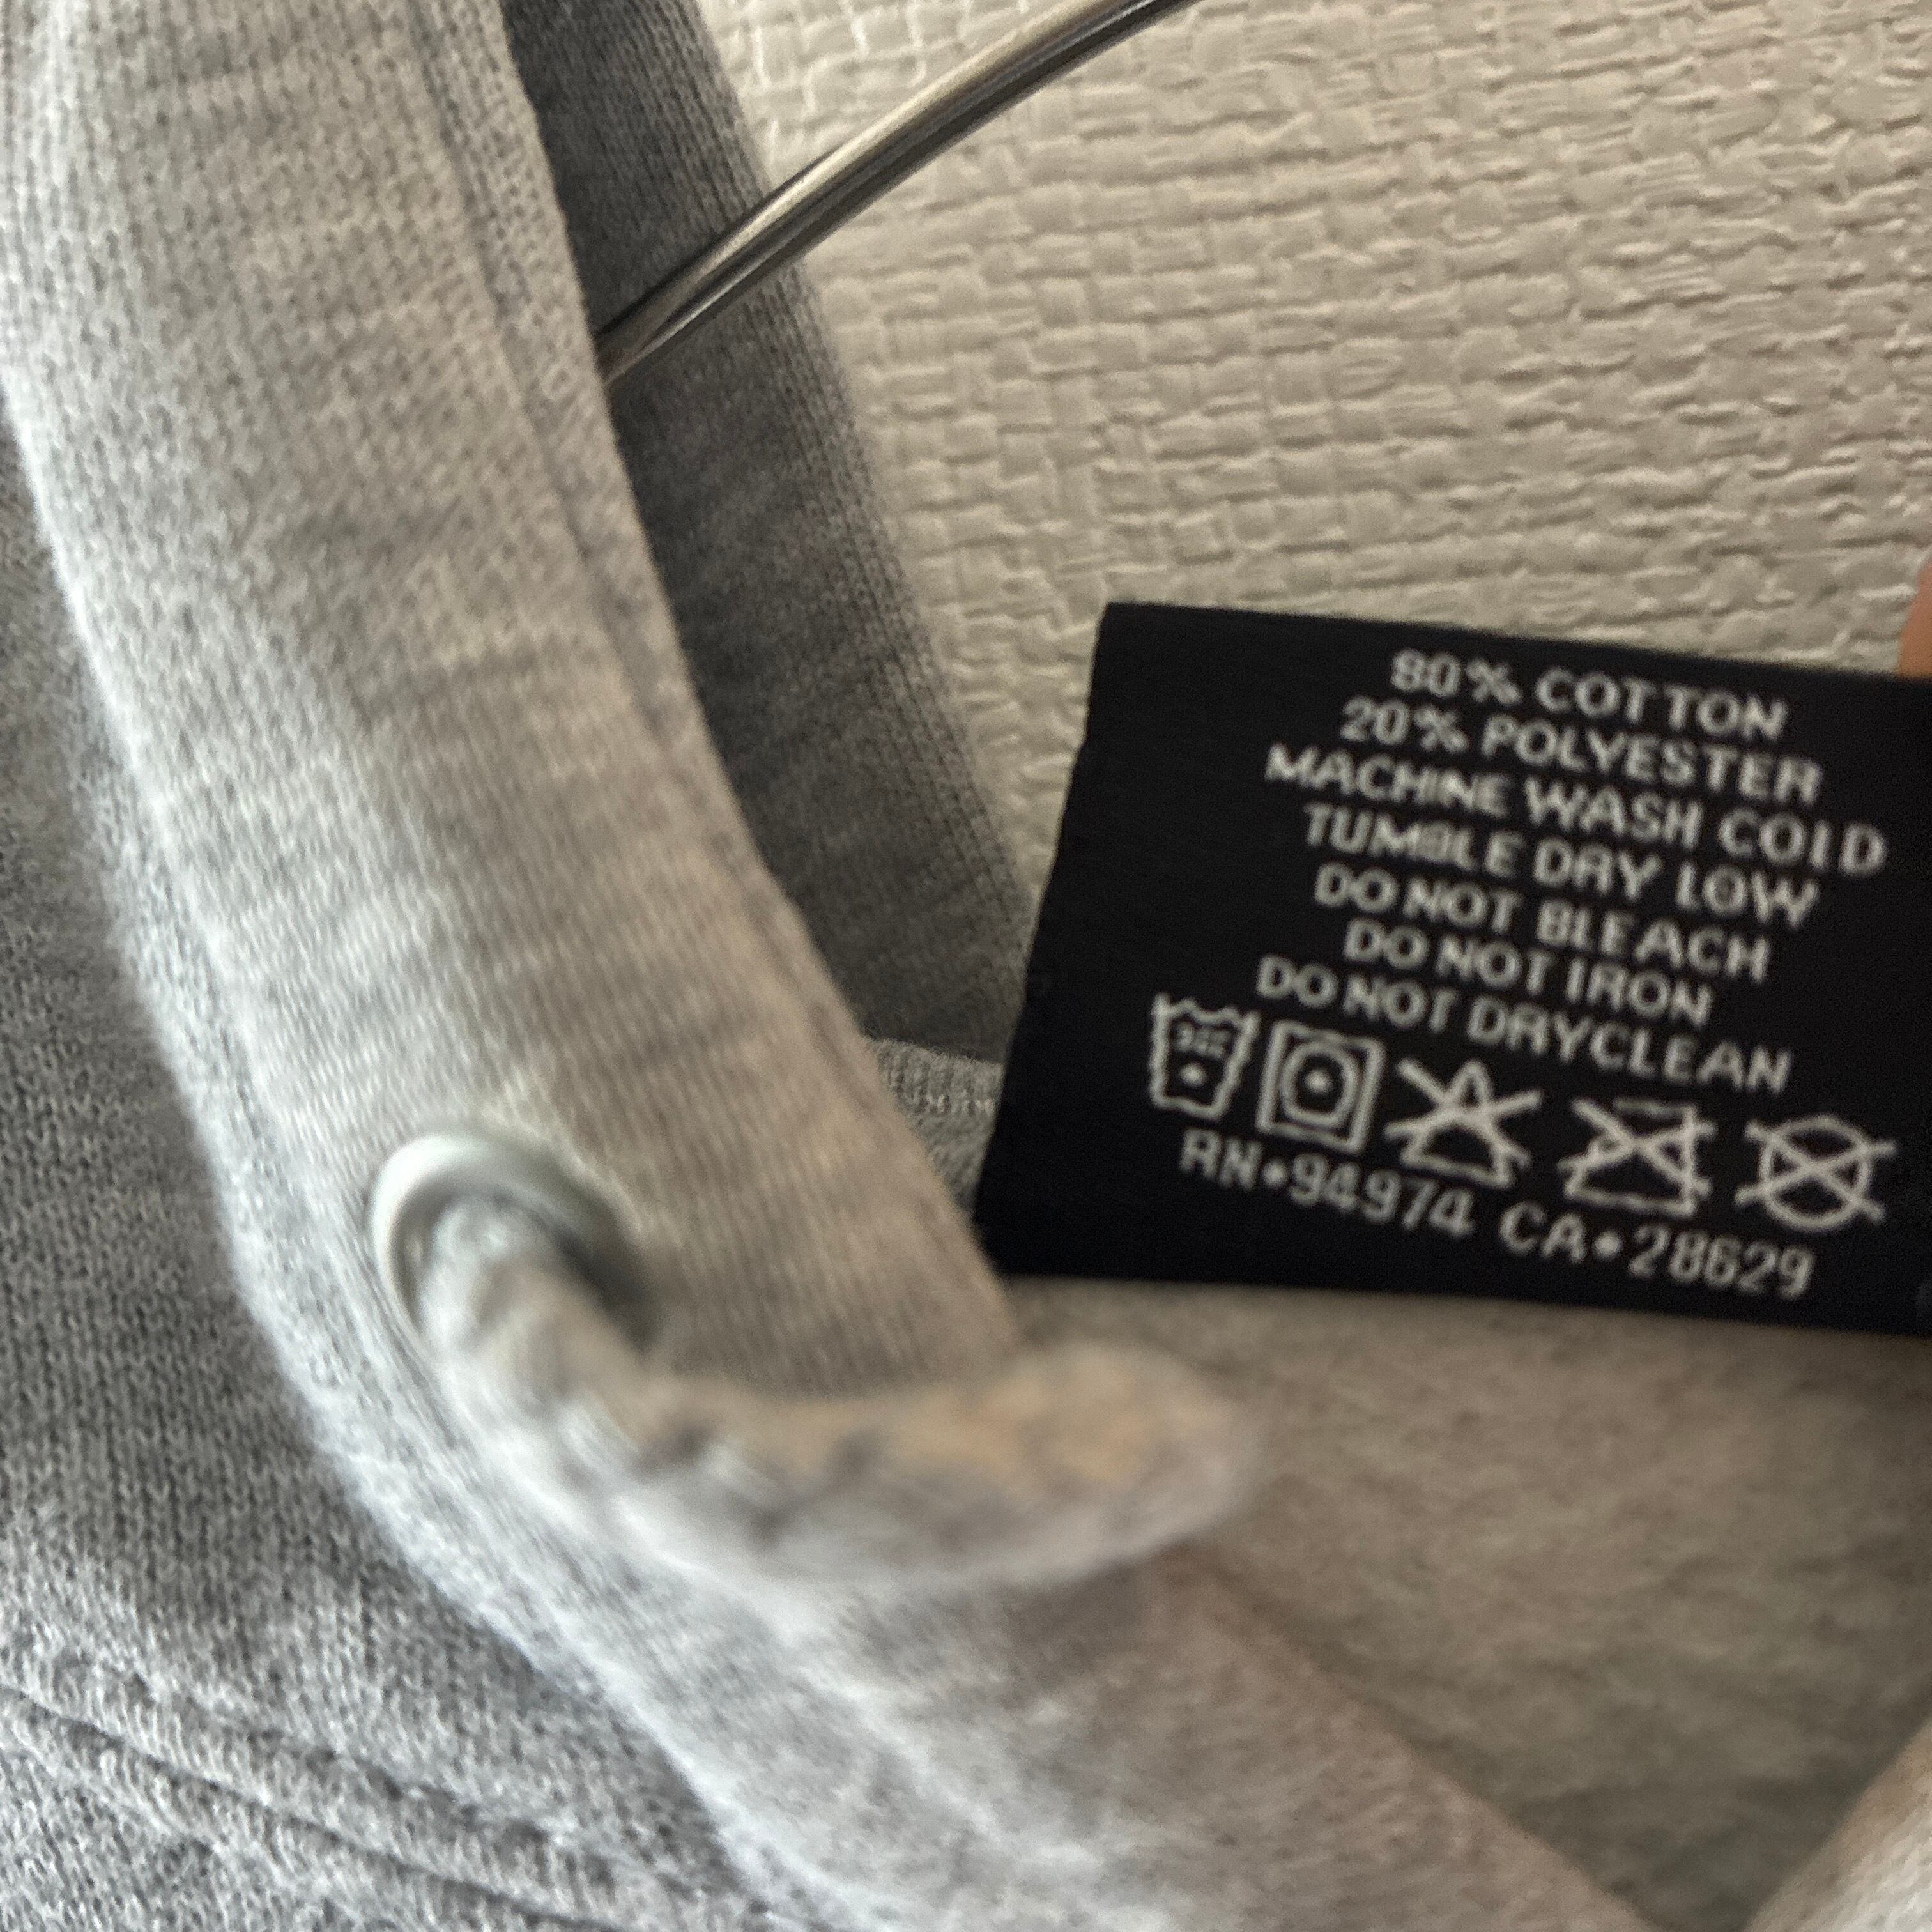 80% COTTON
20% POLYESTER
MACHINE WASH COLD
TUMBLE DRY LOW
DO NOT BLEACH
DO NOT IRON
DO NOT DRYCLEAN
RN•94974 CA•28629